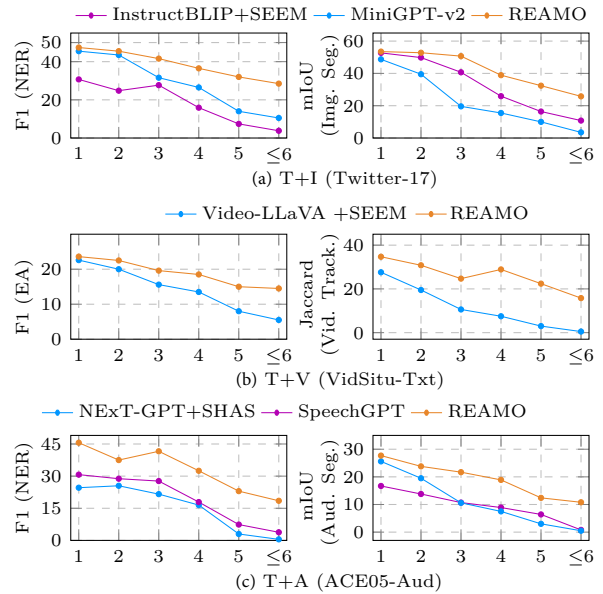 InstructBLIP+SEEM MiniGPT-v2 REAMO
F1 (NER)
50
40
20
0
1 2 3 4 5 ≤6
mIoU
(Img. Seg.)
60
40
20
0
1 2 3 4 5 ≤6
(a) T+I (Twitter-17)
Video-LLaVA +SEEM REAMO
F1 (EA)
20
10
0
1 2 3 4 5 ≤6
Jaccard
(Vid. Track.)
40
20
0
1 2 3 4 5 ≤6
(b) T+V (VidSitu-Txt)
NExT-GPT+SHAS SpeechGPT REAMO
F1 (NER)
45
30
15
0
1 2 3 4 5 ≤6
mIoU
(Aud. Seg.)
30
20
10
0
1 2 3 4 5 ≤6
(c) T+A (ACE05-Aud)